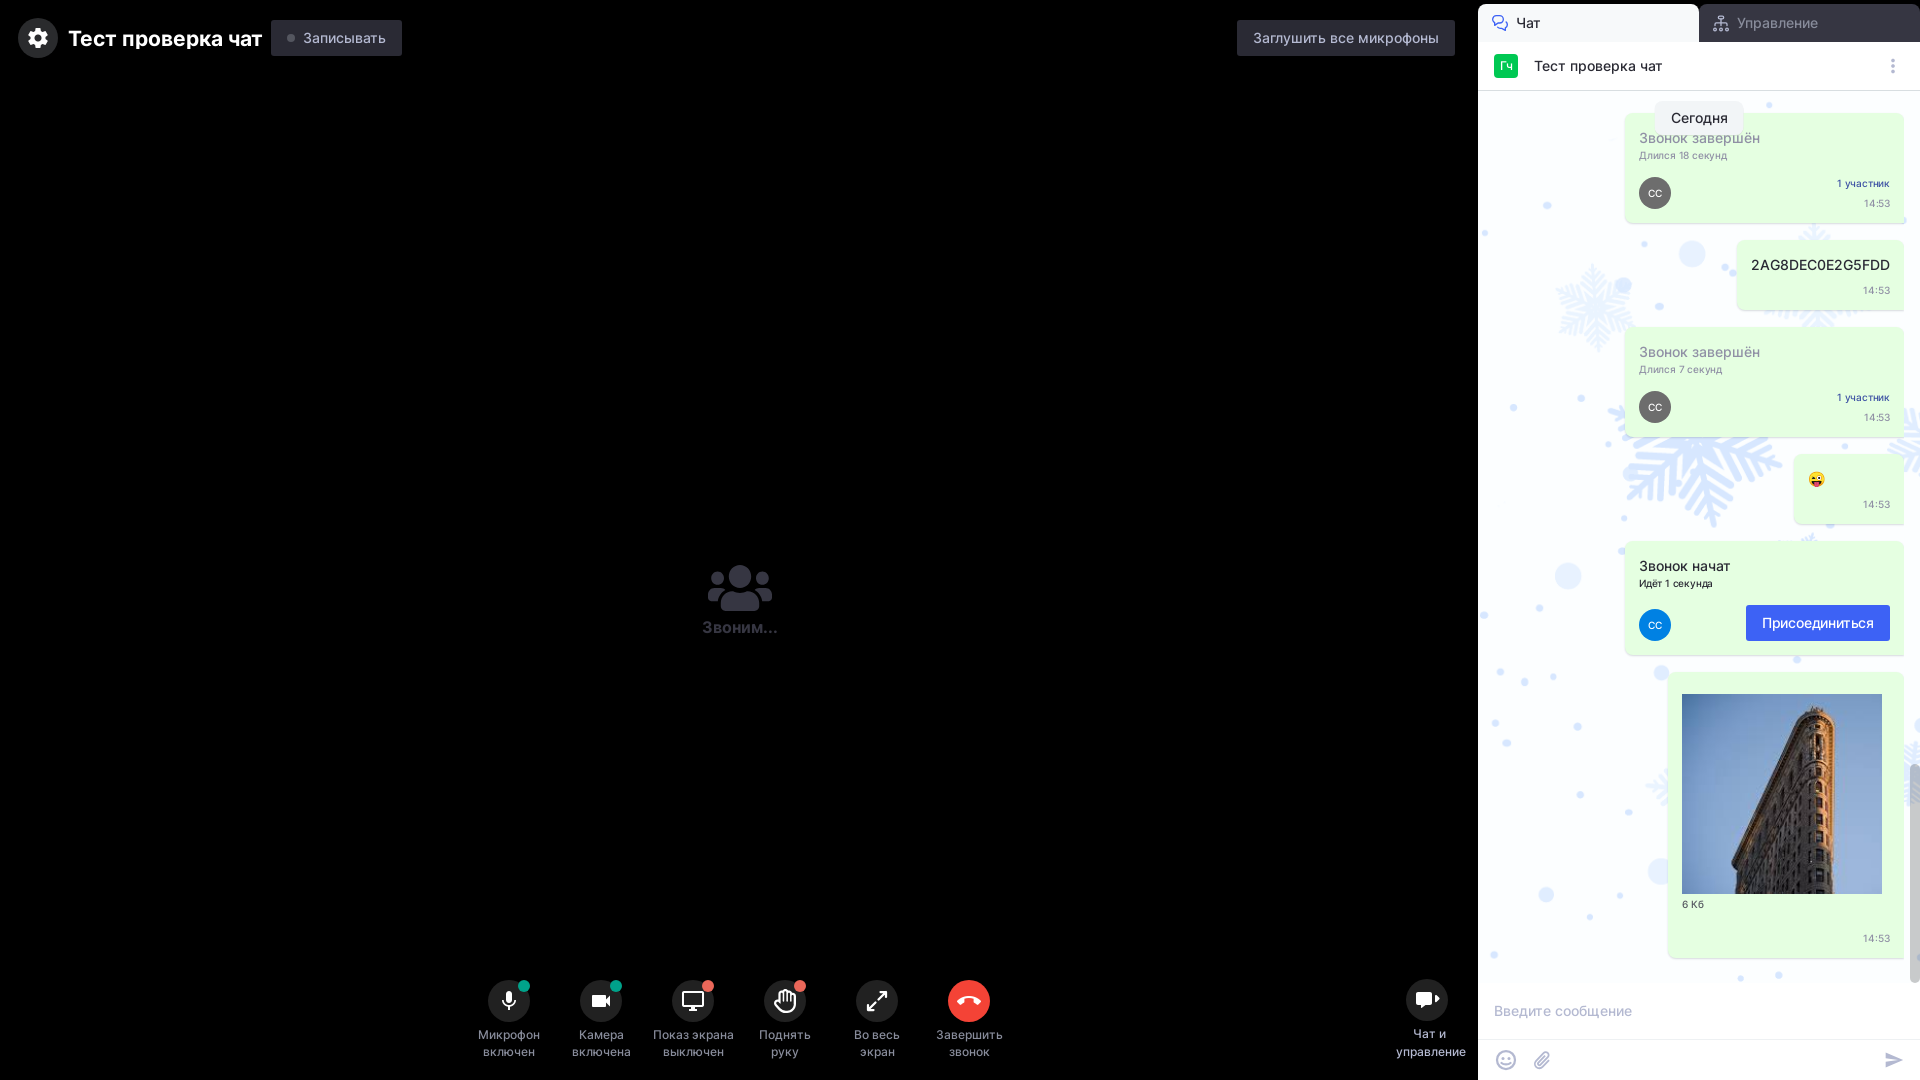 Тест проверка чат
Записывать
Заглушить все микрофоны
Звоним...
Микрофон
включен
Камера
включена
Показ экрана
выключен
Поднять
руку
Во весь
экран
Завершить
звонок
Чат и
управление
Чат
Управление
Гч
Тест проверка чат
Сегодня
Звонок завершён
Длился 18 секунд
СС
1 участник
14:53
2AG8DEC0E2G5FDD
14:53
Звонок завершён
Длился 7 секунд
СС
1 участник
14:53
14:53
Звонок начат
Идёт 1 секунда
СС
Присоединиться
6 Кб
14:53
Введите сообщение